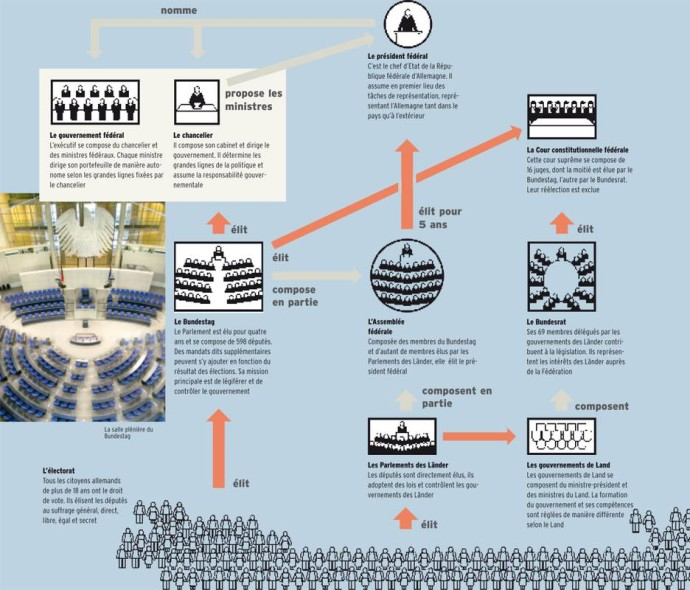 nomme
Le président fédéral
C'est le chef d'Etat de la Répu-
blique fédérale d'Allemagne. Il
assume en premier lieu des
tâches de représentation, repré-
sentant l'Allemagne tant dans le
pays qu'à l'extérieur
propose les
ministres
Le gouvernement fédéral
L'exécutif se compose du chancelier et
des ministres fédéraux. Chaque ministre
dirige son portefeuille de manière auto-
nome selon les grandes lignes fixées par
le chancelier
Le chancelier
Il compose son cabinet et dirige le
gouvernement. Il détermine les
grandes lignes de la politique et
assume la responsabilité gouver-
nementale
La Cour constitutionnelle fédérale
Cette cour suprême se compose de
16 juges, dont la moitié est élue par le
Bundestag, l'autre par le Bundesrat.
Leur réélection est exclue
élit
élit
élit pour
5 ans
élit
compose
en partie
Le Bundestag
Le Parlement est élu pour quatre
ans et se compose de 598 députés.
Des mandats dits supplémentaires
peuvent s'y ajouter en fonction du
résultat des élections. Sa mission
principale est de légiférer et de
contrôler le gouvernement
L'Assemblée
fédérale
Composée des membres du Bundestag
et d'autant de membres élus par les
Parlements des Länder, elle élit le pré-
sident fédéral
Le Bundesrat
Ses 69 membres délégués par les
gouvernements des Länder contri-
buent à la législation. Ils représen-
tent les intérêts des Länder auprès
de la Fédération
La salle plénière du
Bundestag
composent en
partie
composent
Les Parlements des Länder
Les députés sont directement élus, ils
adoptent des lois et contrôlent les gou-
vernements des Länder
Les gouvernements de Land
Les gouvernements de Land se
composent du ministre-président et
des ministres du Land. La formation
du gouvernement et ses compétences
sont réglées de manière différente
selon le Land
L'électorat
Tous les citoyens allemands
de plus de 18 ans ont le droit
de vote. Ils élisent les députés
au suffrage général, direct,
libre, égal et secret
élit
élit